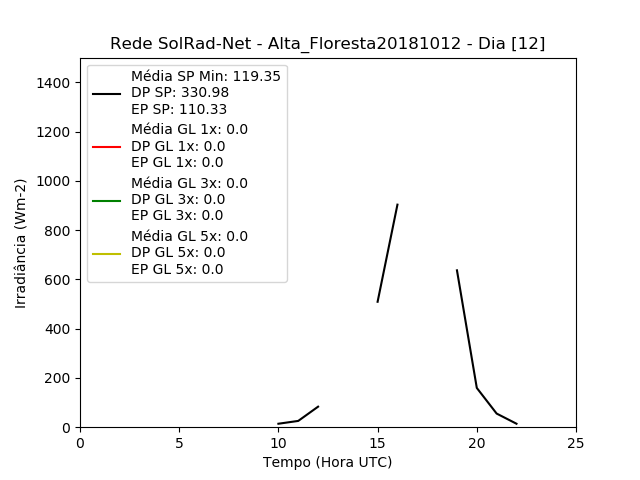 Rede SolRad-Net - Alta_Floresta20181012 - Dia [12]
Média SP Min: 119.35
DP SP: 330.98
EP SP: 110.33
Média GL 1x: 0.0
DP GL 1x: 0.0
EP GL 1x: 0.0
Média GL 3x: 0.0
DP GL 3x: 0.0
EP GL 3x: 0.0
Média GL 5x: 0.0
DP GL 5x: 0.0
EP GL 5x: 0.0
Irradiância (Wm-2)
1400
1200
1000
800
600
400
200
0
0 5 10 15 20 25
Tempo (Hora UTC)